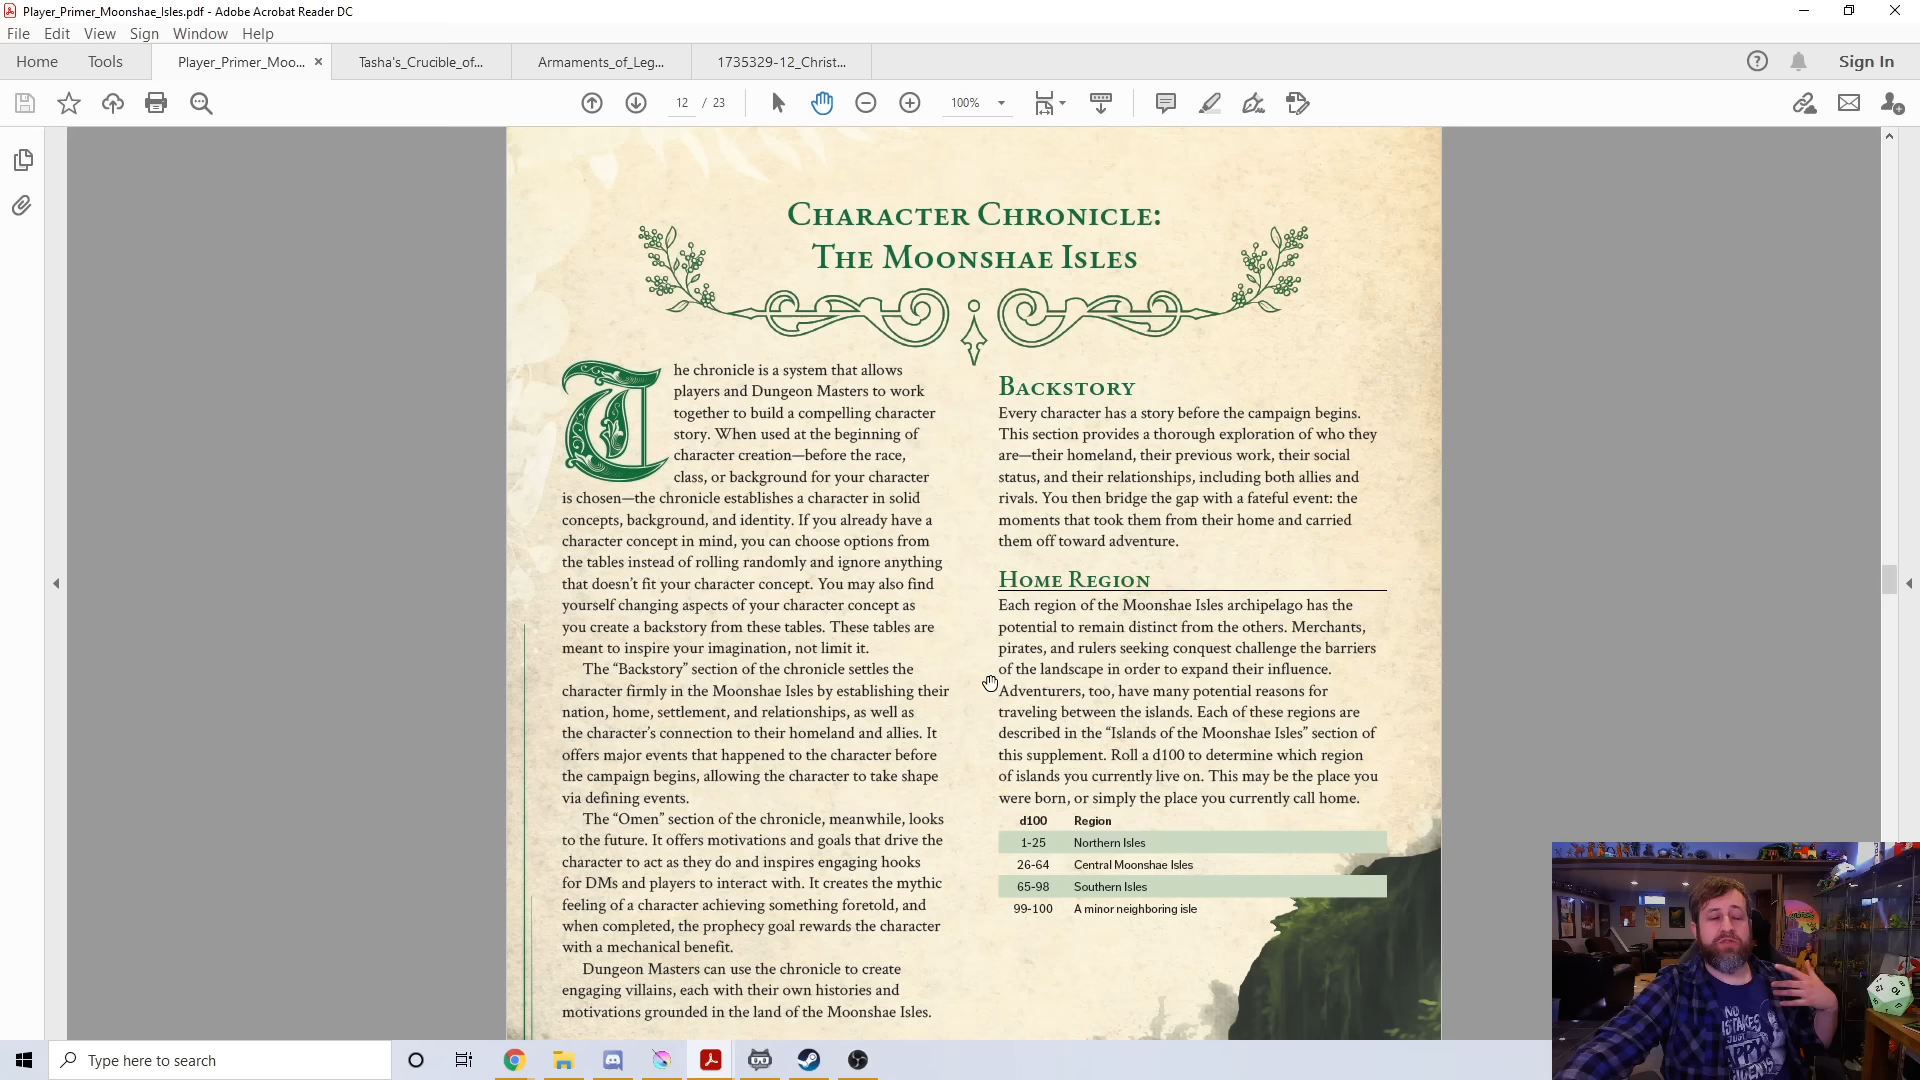 Player_Primer_Moonshae_Isles.pdf - Adobe Acrobat Reader DC
File Edit View Sign Window Help
Home Tools Player_Primer_Moo... Tasha's_Crucible_of... Armaments_of_Leg... 1735329-12_Christ... Sign In
12 / 23 100%
Character Chronicle:
The Moonshae Isles
The chronicle is a system that allows
players and Dungeon Masters to work
together to build a compelling character
story. When used at the beginning of
character creation—before the race,
class, or background for your character
is chosen—the chronicle establishes a character in solid
concepts, background, and identity. If you already have a
character concept in mind, you can choose options from
the tables instead of rolling randomly and ignore anything
that doesn't fit your character concept. You may also find
yourself changing aspects of your character concept as
you create a backstory from these tables. These tables are
meant to inspire your imagination, not limit it.
The “Backstory” section of the chronicle settles the
character firmly in the Moonshae Isles by establishing their
nation, home, settlement, and relationships, as well as
the character's connection to their homeland and allies. It
offers major events that happened to the character before
the campaign begins, allowing the character to take shape
via defining events.
The “Omen” section of the chronicle, meanwhile, looks
to the future. It offers motivations and goals that drive the
character to act as they do and inspires engaging hooks
for DMs and players to interact with. It creates the mythic
feeling of a character achieving something foretold, and
when completed, the prophecy goal rewards the character
with a mechanical benefit.
Dungeon Masters can use the chronicle to create
engaging villains, each with their own histories and
motivations grounded in the land of the Moonshae Isles.
Backstory
Every character has a story before the campaign begins.
This section provides a thorough exploration of who they
are—their homeland, their previous work, their social
status, and their relationships, including both allies and
rivals. You then bridge the gap with a fateful event: the
moments that took them from their home and carried
them off toward adventure.
Home Region
Each region of the Moonshae Isles archipelago has the
potential to remain distinct from the others. Merchants,
pirates, and rulers seeking conquest challenge the barriers
of the landscape in order to expand their influence.
Adventurers, too, have many potential reasons for
traveling between the islands. Each of these regions are
described in the “Islands of the Moonshae Isles” section of
this supplement. Roll a d100 to determine which region
of islands you currently live on. This may be the place you
were born, or simply the place you currently call home.
d100 Region
1-25 Northern Isles
26-64 Central Moonshae Isles
65-98 Southern Isles
99-100 A minor neighboring isle
NO
Type here to search